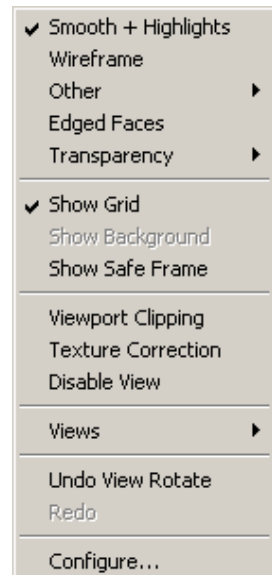 Smooth + Highlights
Wireframe
Other
Edged Faces
Transparency
Show Grid
Show Background
Show Safe Frame
Viewport Clipping
Texture Correction
Disable View
Views
Undo View Rotate
Redo
Configure...